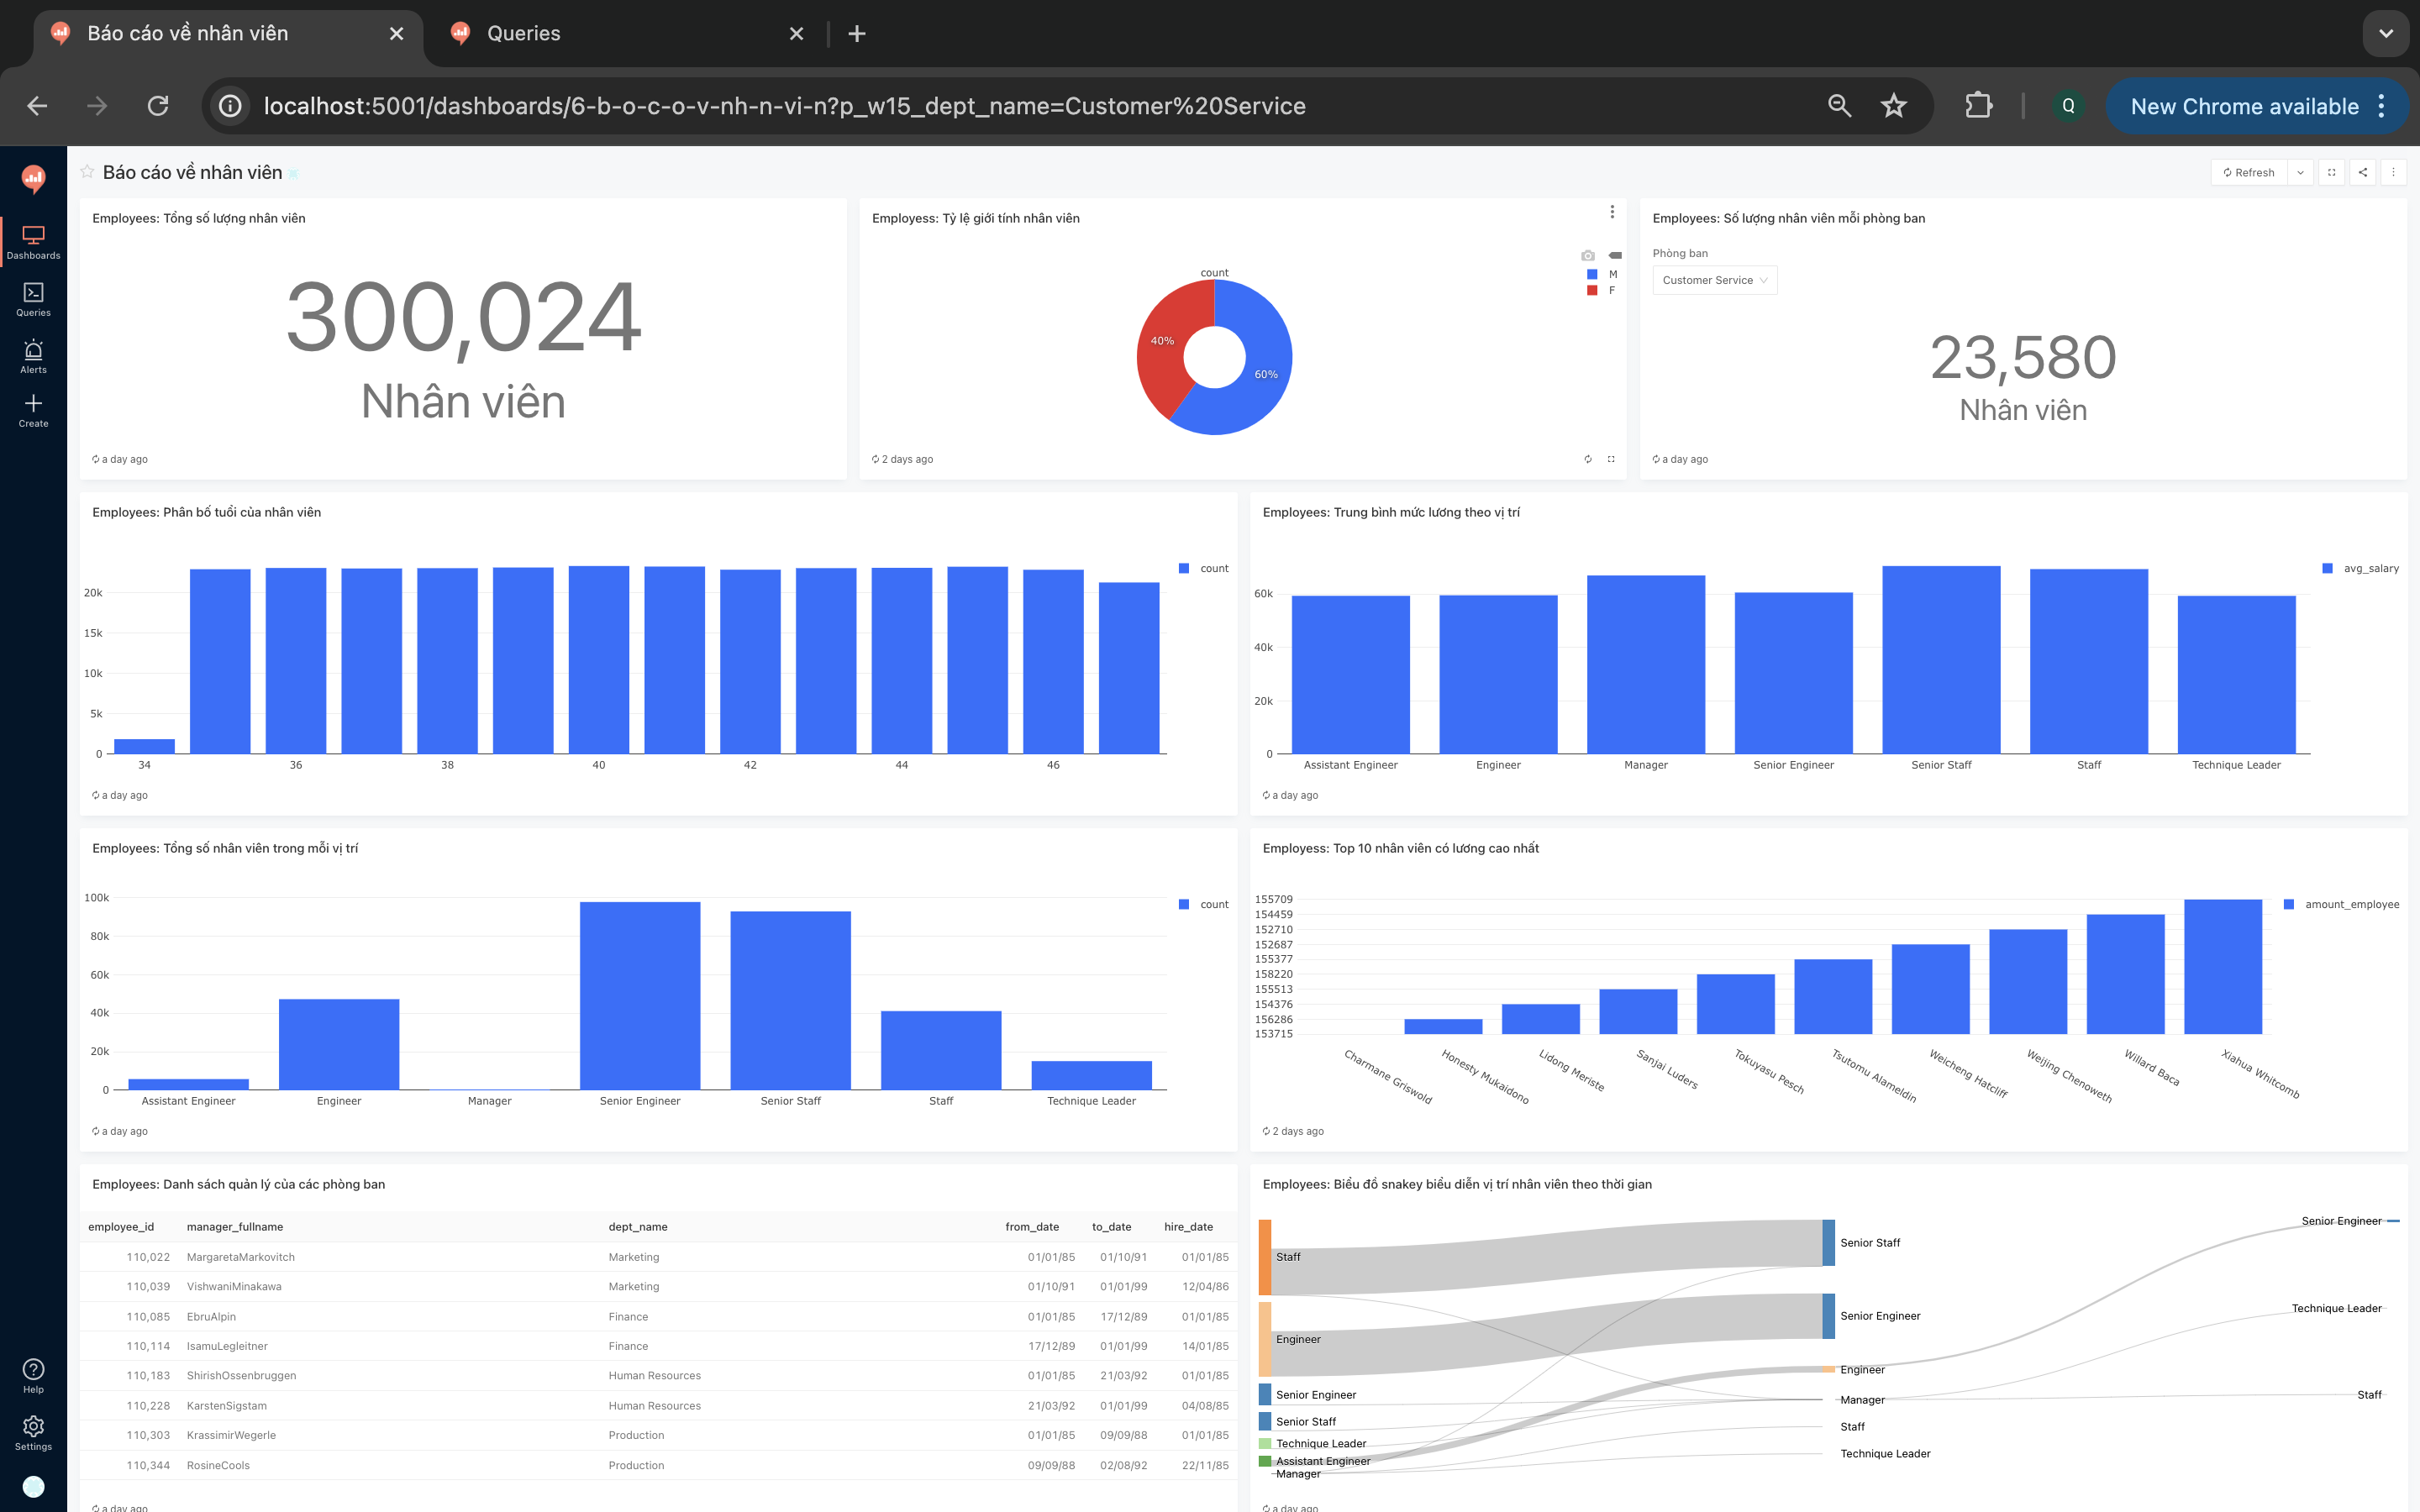 Báo cáo về nhân viên
Queries
localhost:5001/dashboards/6-b-o-c-o-v-nh-n-vi-n?p_w15_dept_name=Customer%20Service
Q
New Chrome available
Dashboards
Queries
Alerts
Create
Help
Settings
Báo cáo về nhân viên
Refresh
Employees: Tổng số lượng nhân viên
300,024
Nhân viên
a day ago
Employess: Tỷ lệ giới tính nhân viên
count
40%
60%
M
F
2 days ago
Employees: Số lượng nhân viên mỗi phòng ban
Phòng ban
Customer Service
23,580
Nhân viên
a day ago
Employees: Phân bố tuổi của nhân viên
count
20k
15k
10k
5k
0
34 36 38 40 42 44 46
a day ago
Employees: Trung bình mức lương theo vị trí
avg_salary
60k
40k
20k
0
Assistant Engineer Engineer Manager Senior Engineer Senior Staff Staff Technique Leader
a day ago
Employees: Tổng số nhân viên trong mỗi vị trí
count
100k
80k
60k
40k
20k
0
Assistant Engineer Engineer Manager Senior Engineer Senior Staff Staff Technique Leader
a day ago
Employess: Top 10 nhân viên có lương cao nhất
amount_employee
155709
154459
152710
152687
155377
158220
155513
154376
156286
153715
Charmane Griswold
Honesty Mukaidono
Lidong Meriste
Sanjai Luders
Tokuyasu Pesch
Tsutomu Alameldin
Weicheng Hatcliff
Weijing Chenoweth
Willard Baca
Xiahua Whitcomb
2 days ago
Employees: Danh sách quản lý của các phòng ban
employee_id manager_fullname dept_name from_date to_date hire_date
110,022 MargaretaMarkovitch Marketing 01/01/85 01/10/91 01/01/85
110,039 VishwaniMinakawa Marketing 01/10/91 01/01/99 12/04/86
110,085 EbruAlpin Finance 01/01/85 17/12/89 01/01/85
110,114 IsamuLegleitner Finance 17/12/89 01/01/99 14/01/85
110,183 ShirishOssenbruggen Human Resources 01/01/85 21/03/92 01/01/85
110,228 KarstenSigstam Human Resources 21/03/92 01/01/99 04/08/85
110,303 KrassimirWegerle Production 01/01/85 09/09/88 01/01/85
110,344 RosineCools Production 09/09/88 02/08/92 22/11/85
a day ago
Employees: Biểu đồ snakey biểu diễn vị trí nhân viên theo thời gian
Staff
Engineer
Senior Engineer
Senior Staff
Technique Leader
Assistant Engineer
Manager
Senior Staff
Senior Engineer
Engineer
Manager
Staff
Technique Leader
Senior Engineer
Technique Leader
Staff
a day ago